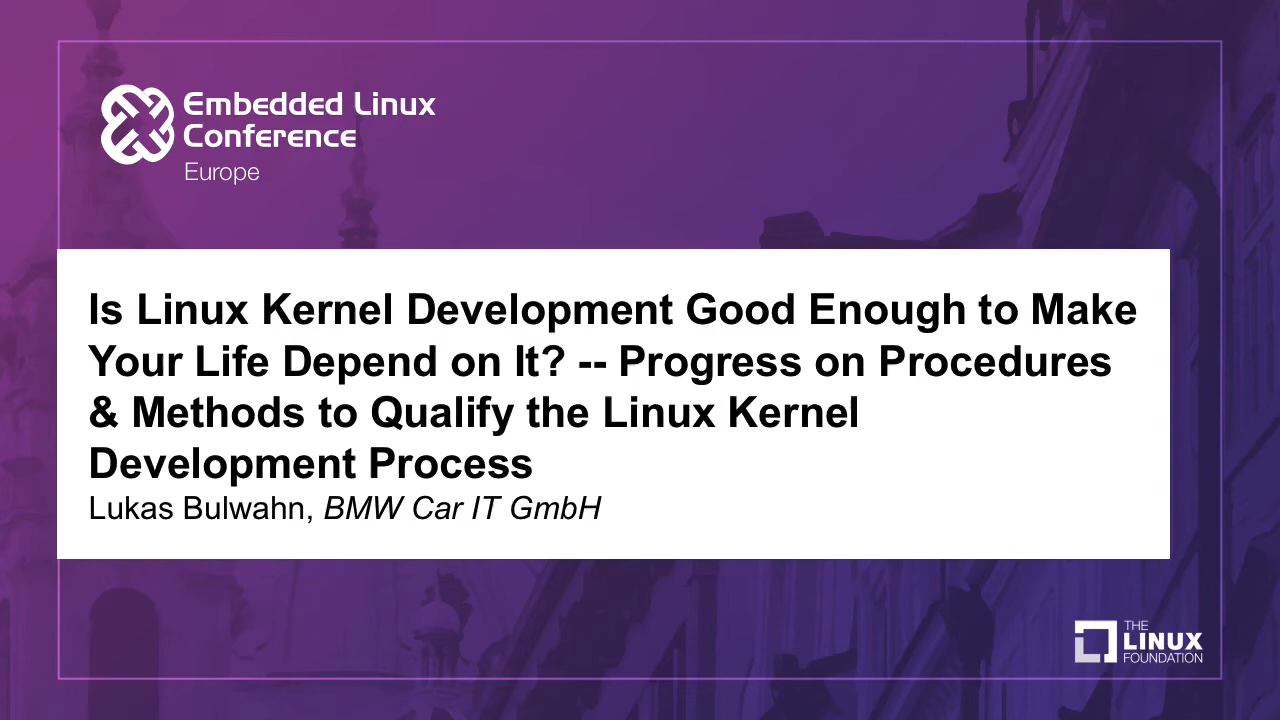 Embedded Linux
Conference
Europe
Is Linux Kernel Development Good Enough to Make
Your Life Depend on It? -- Progress on Procedures
& Methods to Qualify the Linux Kernel
Development Process
Lukas Bulwahn, BMW Car IT GmbH
THE
LINUX
FOUNDATION